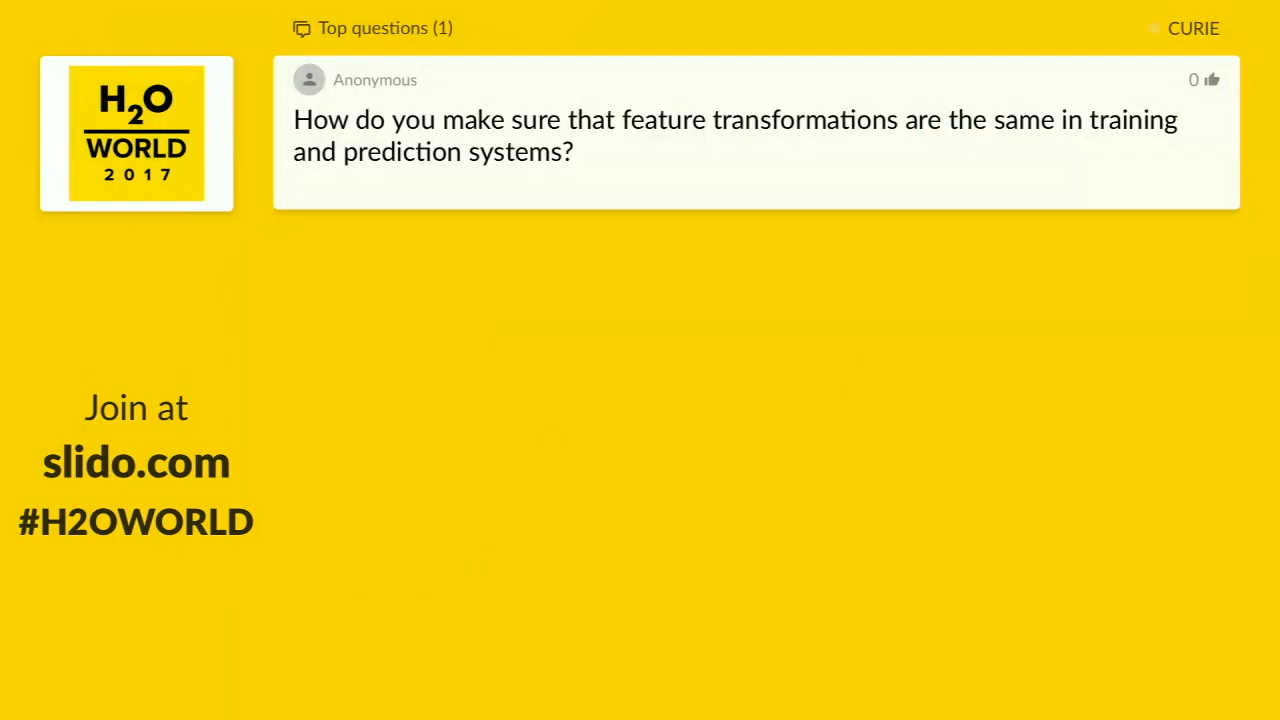 Top questions (1)
CURIE
H2O
WORLD
2017
Anonymous
0
How do you make sure that feature transformations are the same in training
and prediction systems?
Join at
slido.com
#H2OWORLD